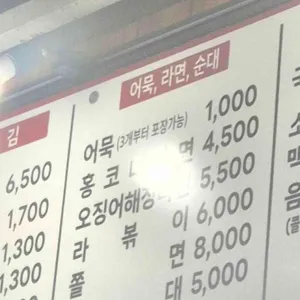 김
6,500
1,700
1,300
1,300
어묵, 라면, 순대
어묵 (3개부터 포장가능) 1,000
홍 코 면 4,500
오징어해장 5,500
라 볶 이 6,000
쫄 면 8,000
대 5,000